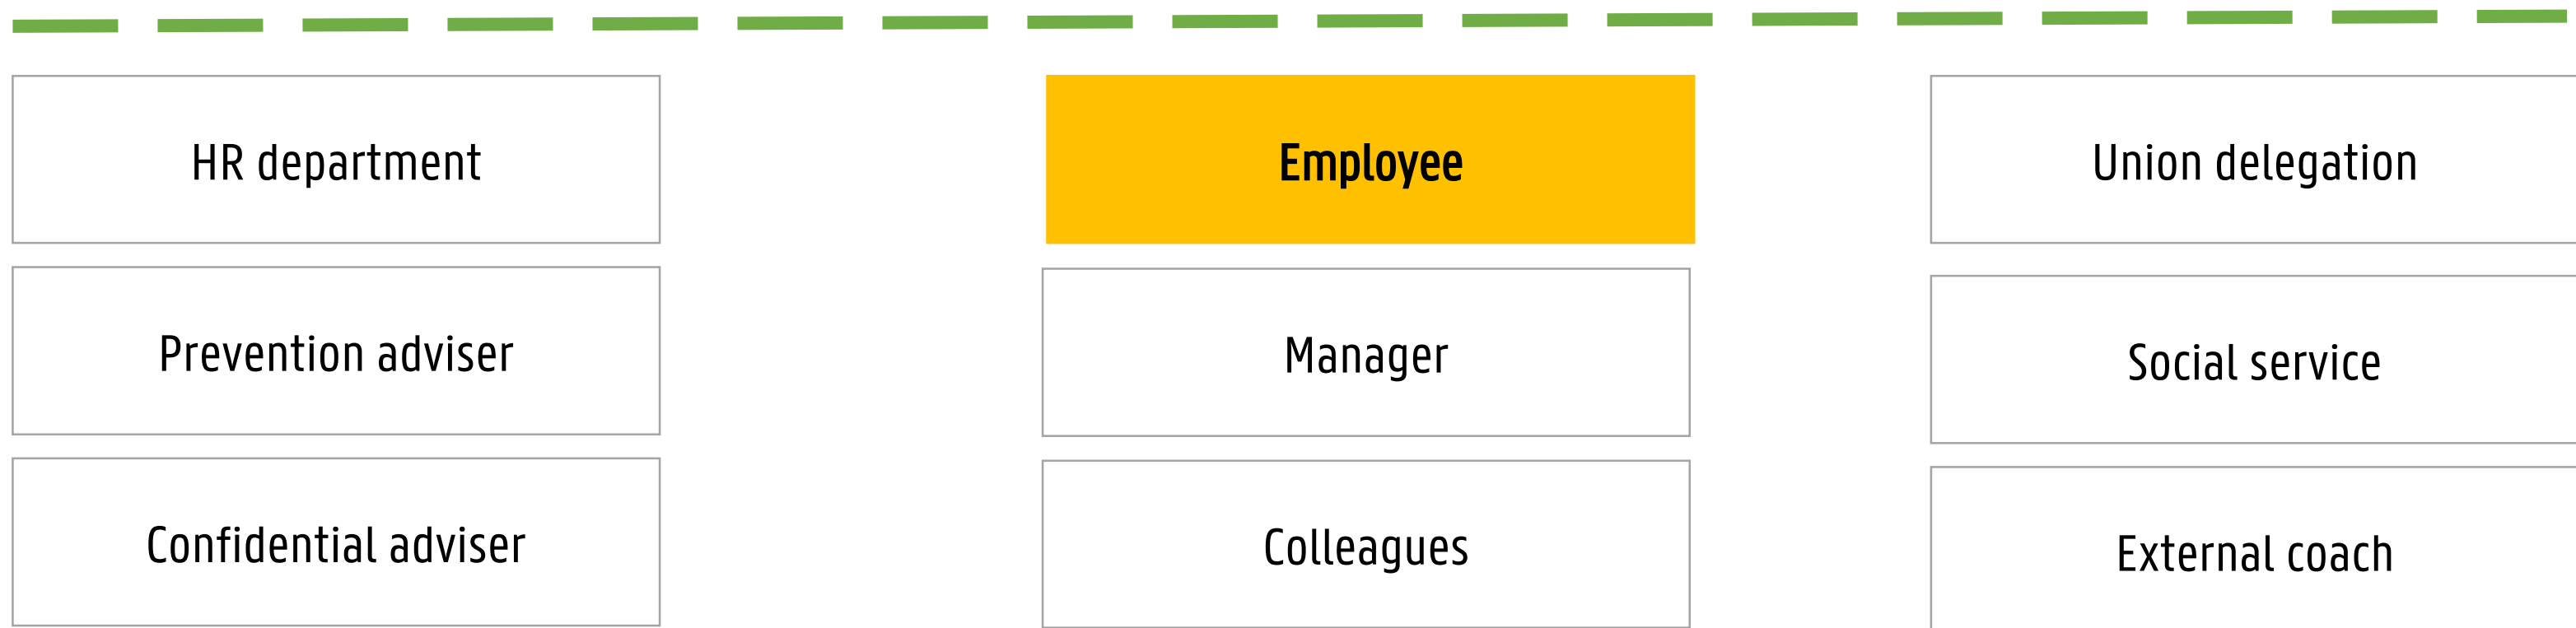 HR department
Employee
Union delegation
Prevention adviser
Manager
Social service
Confidential adviser
Colleagues
External coach